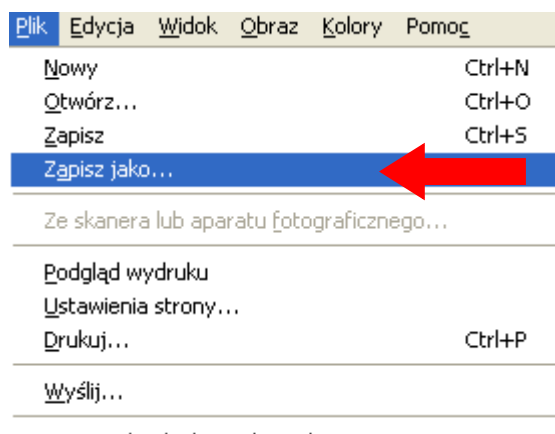 Plik Edycja Widok Obraz Kolory Pomoc
Nowy Ctrl+N
Otwórz... Ctrl+O
Zapisz Ctrl+S
Zapisz jako...
Ze skanera lub aparatu fotograficznego...
Podgląd wydruku
Ustawienia strony...
Drukuj... Ctrl+P
Wyślij...